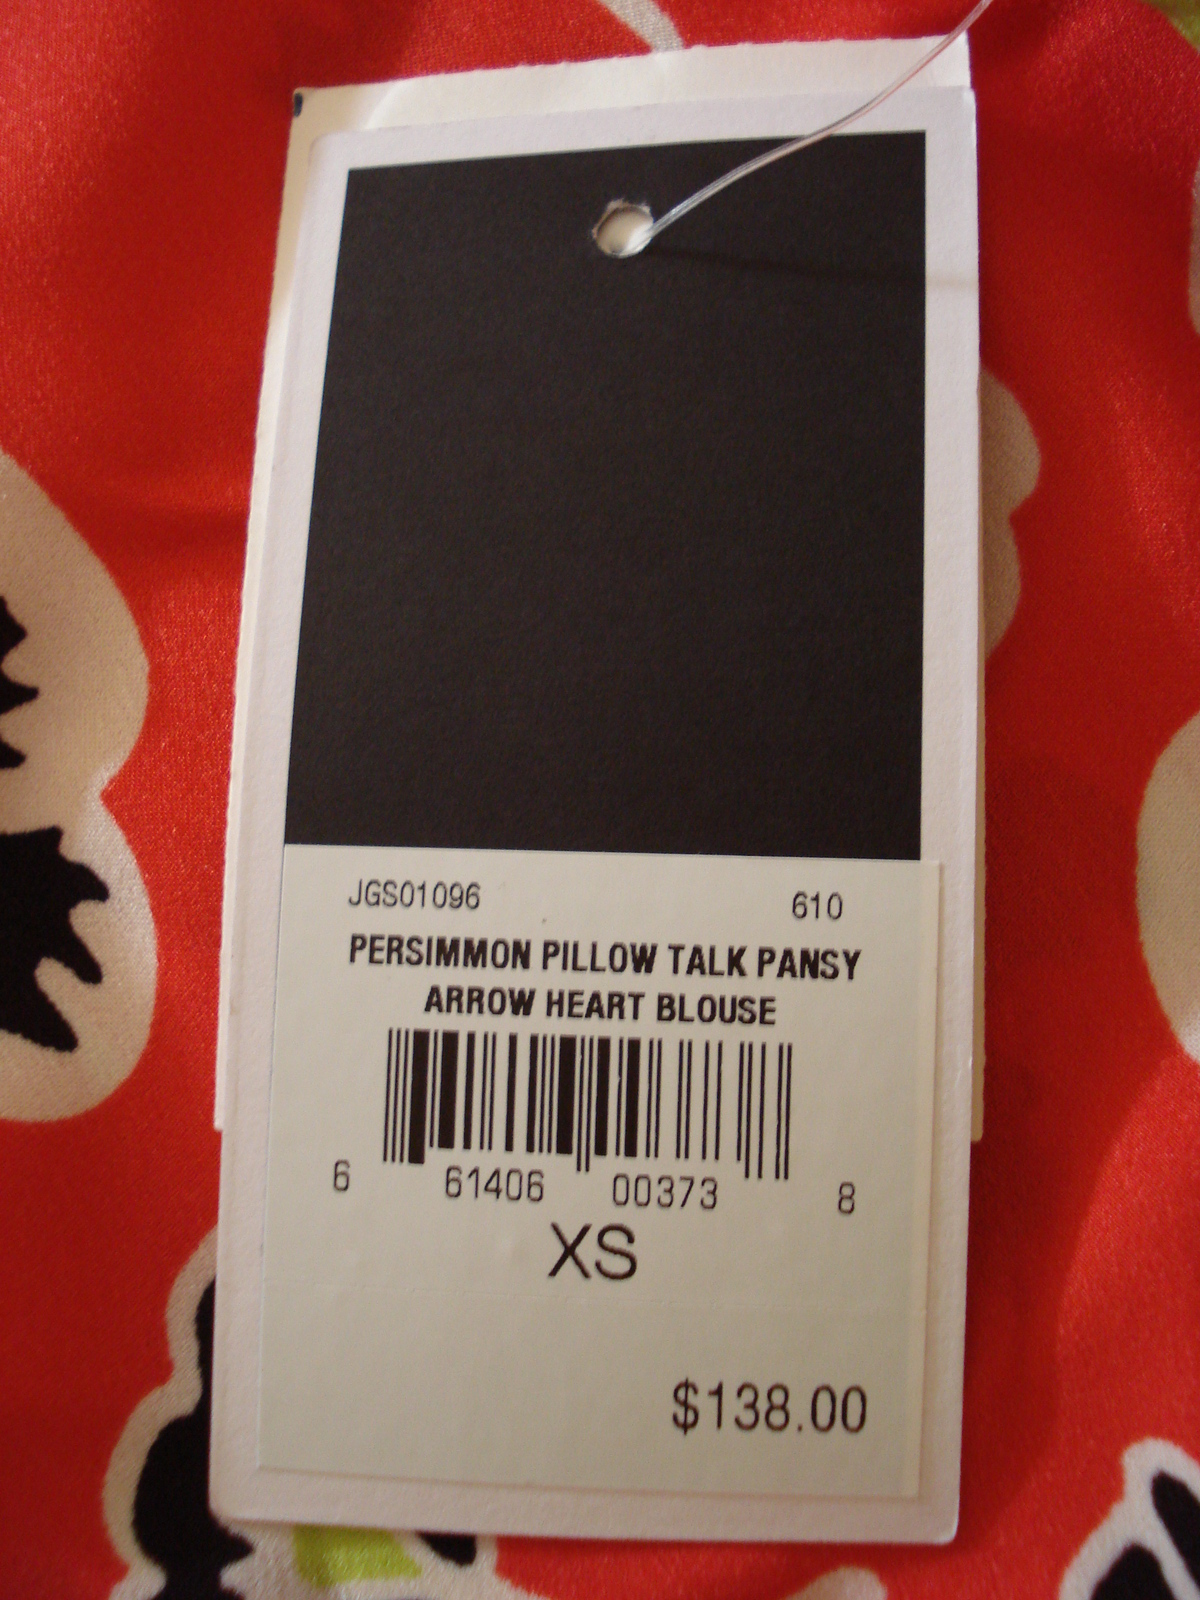 JGS01096 610
PERSIMMON PILLOW TALK PANSY
ARROW HEART BLOUSE
6 61406 00373 8
XS
$138.00